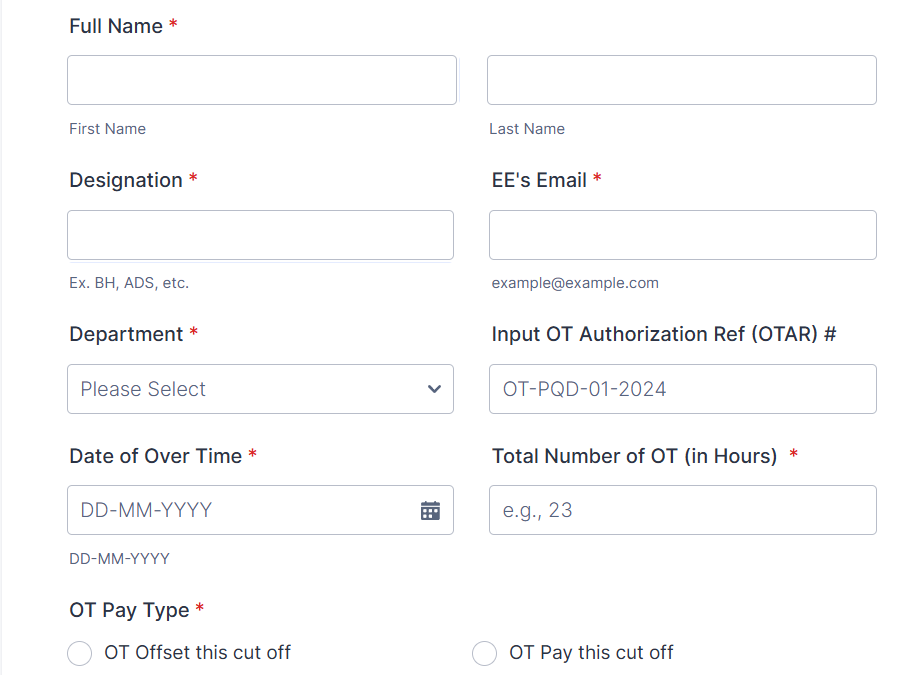 Full Name *
First Name
Last Name
Designation *
EE's Email *
Ex. BH, ADS, etc.
example@example.com
Department *
Input OT Authorization Ref (OTAR) #
Please Select
OT-PQD-01-2024
Date of Over Time *
Total Number of OT (in Hours) *
DD-MM-YYYY
e.g., 23
DD-MM-YYYY
OT Pay Type *
OT Offset this cut off
OT Pay this cut off